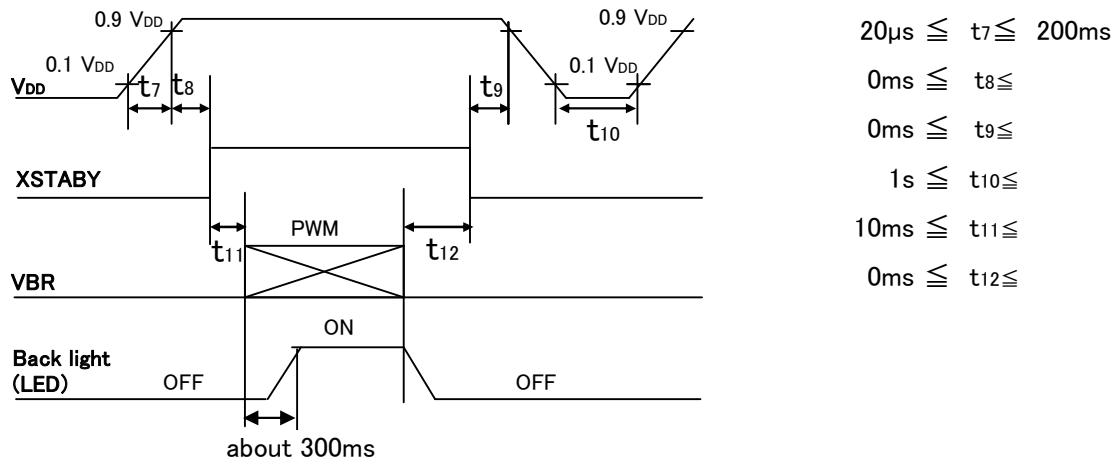 0.9 VDD
0.9 VDD
0.1 VDD
0.1 VDD
VDD
t7
t8
t9
t10
XSTABY
PWM
t11
t12
VBR
ON
Back light
(LED)
OFF
OFF
about 300ms
20μs ≦ t7≦ 200ms
0ms ≦ t8≦
0ms ≦ t9≦
1s ≦ t10≦
10ms ≦ t11≦
0ms ≦ t12≦